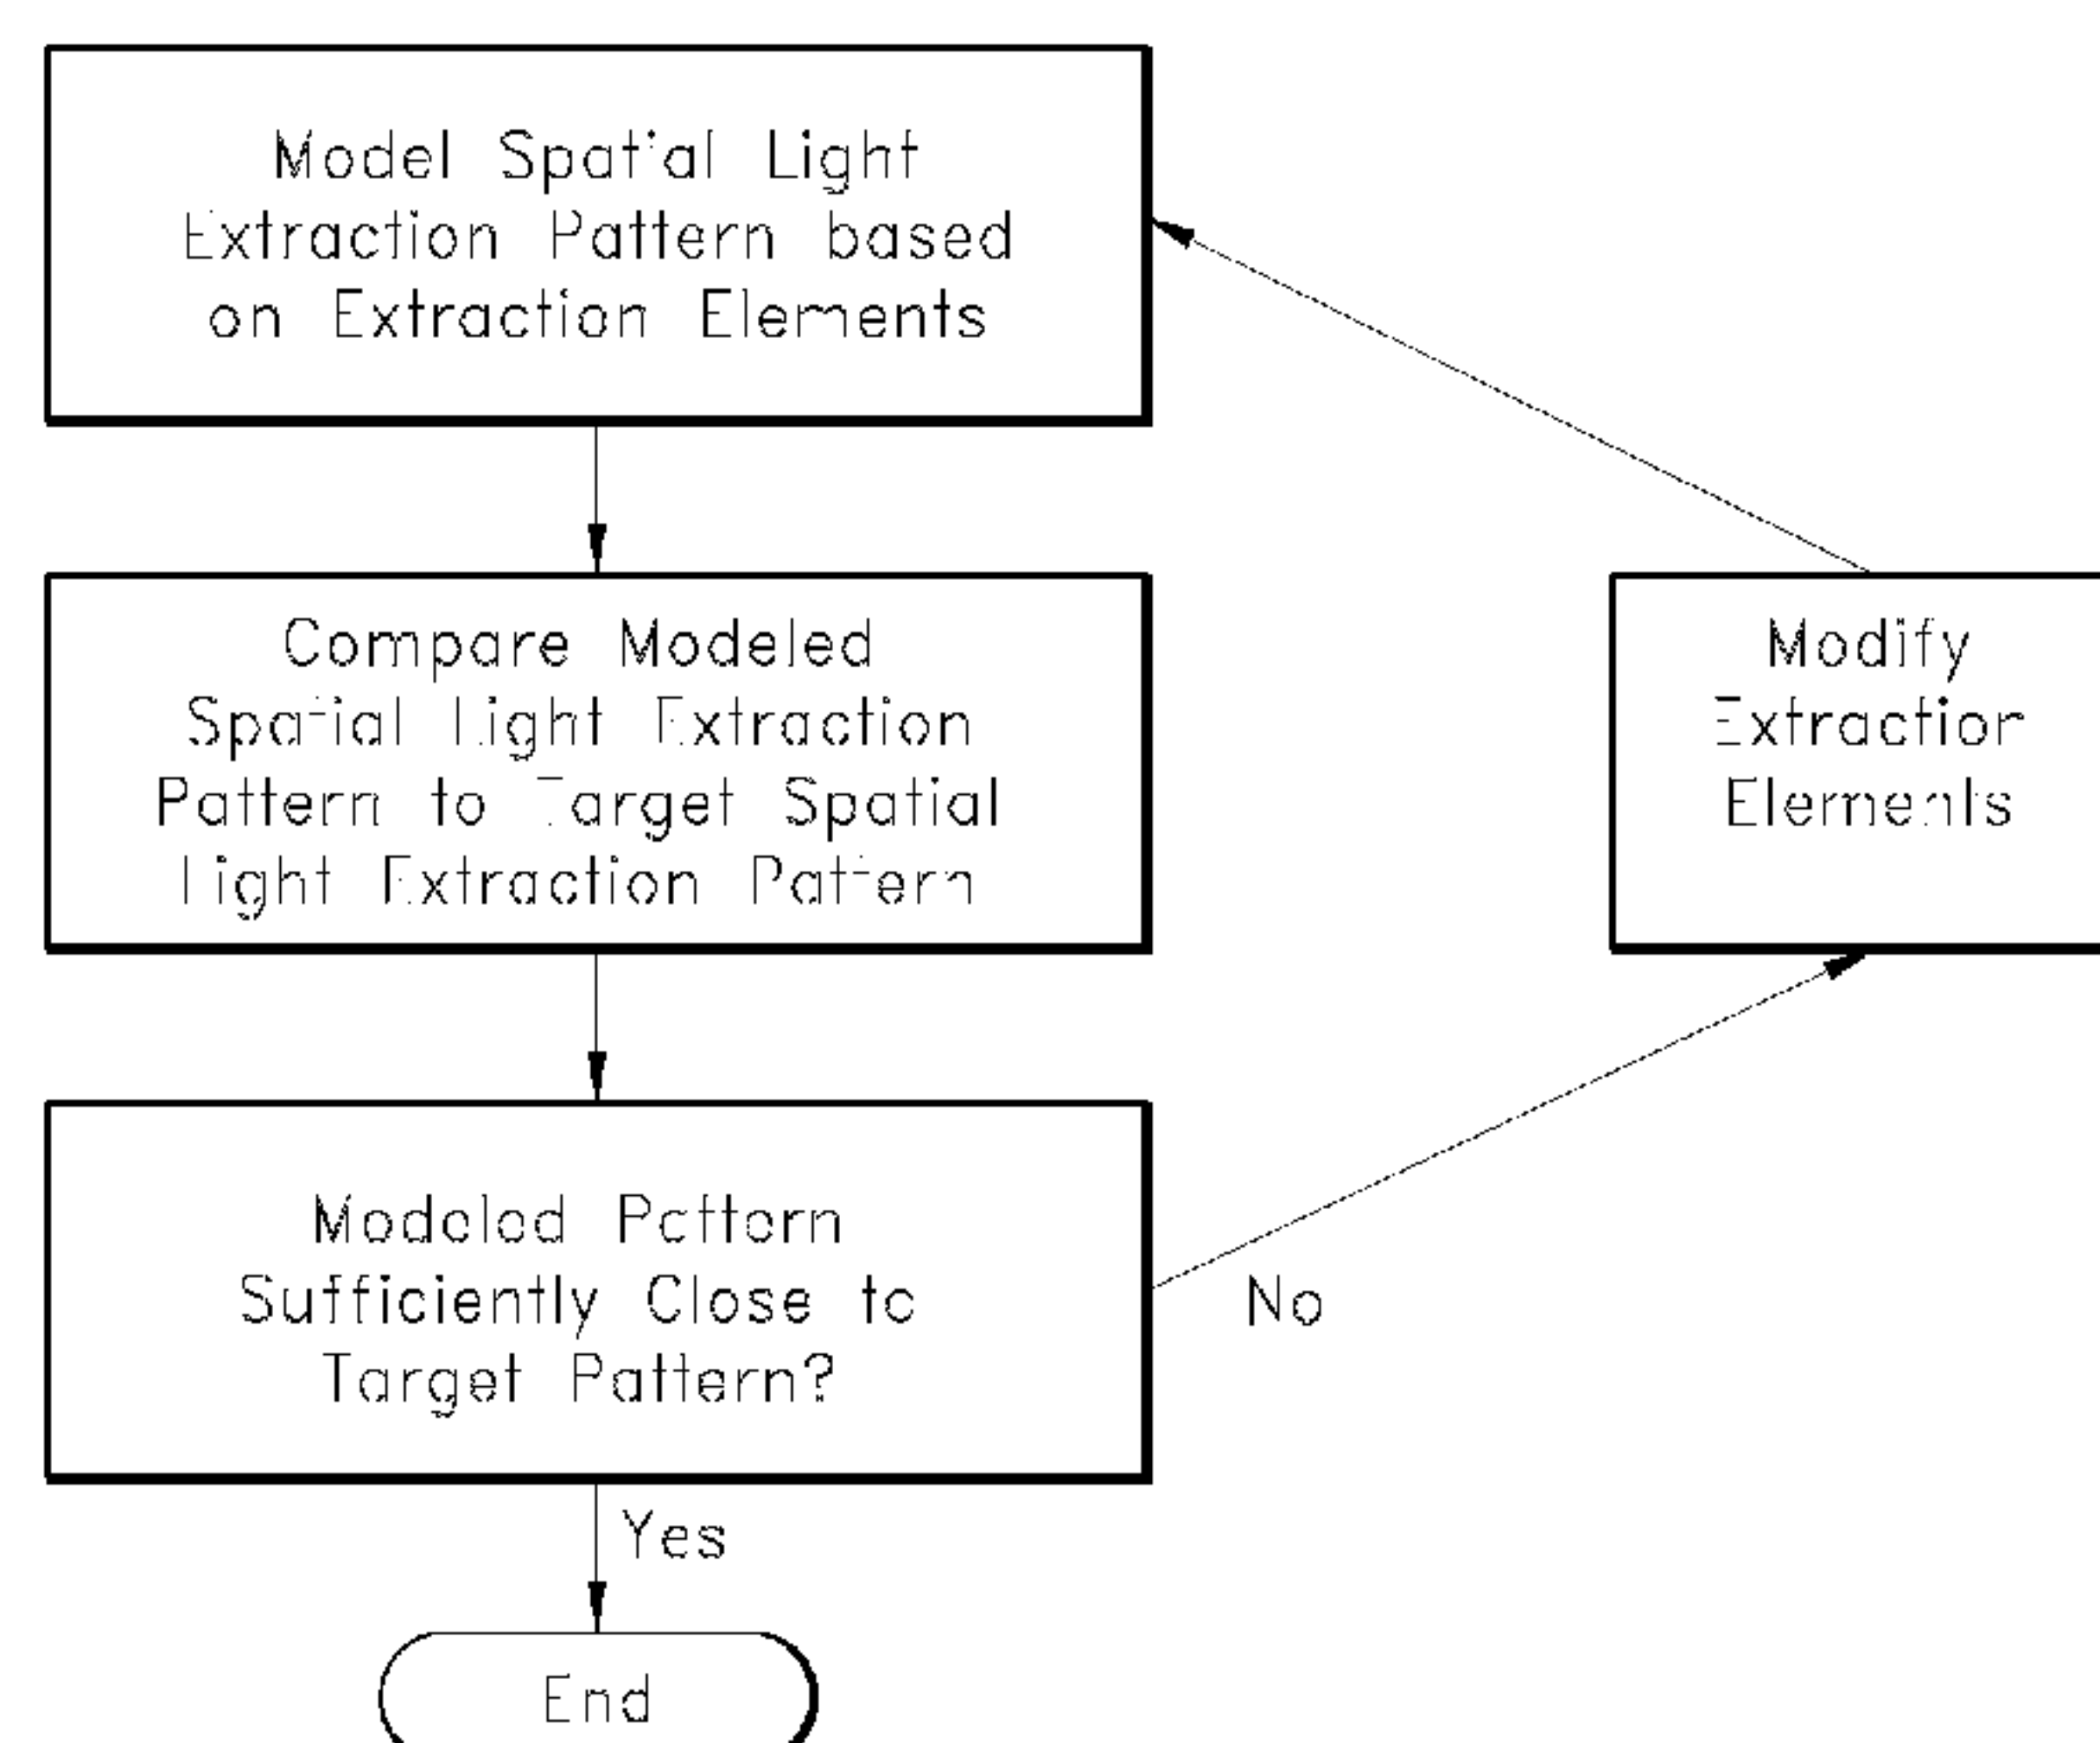 Model Spatial Light
Extraction Pattern based
on Extraction Elements
Compare Modeled
Spatial Light Extraction
Pattern to Target Spatial
Light Extraction Pattern
Modify
Extraction
Elements
Modeled Pattern
Sufficiently Close to
Target Pattern?
No
Yes
End